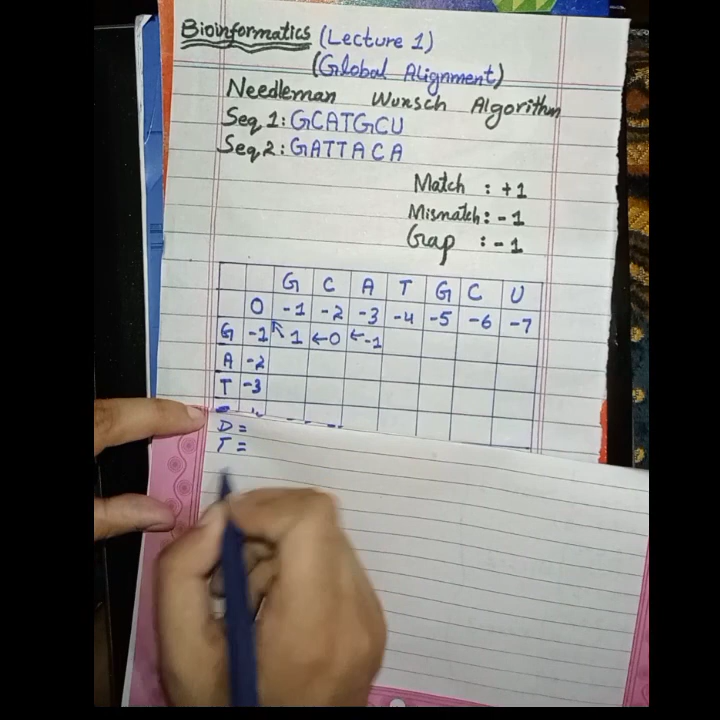 Bioinformatics (Lecture 1)
(Global Alignment)
Needleman Wunsch Algorithm
Seq 1: GCATGCU
Seq 2: GATTACA
Match : +1
Mismatch : -1
Gap : -1
G C A T G C U
0 -1 -2 -3 -4 -5 -6 -7
G -1 ↖1 ←0 ←-1
A -2
T -3
D =
T =